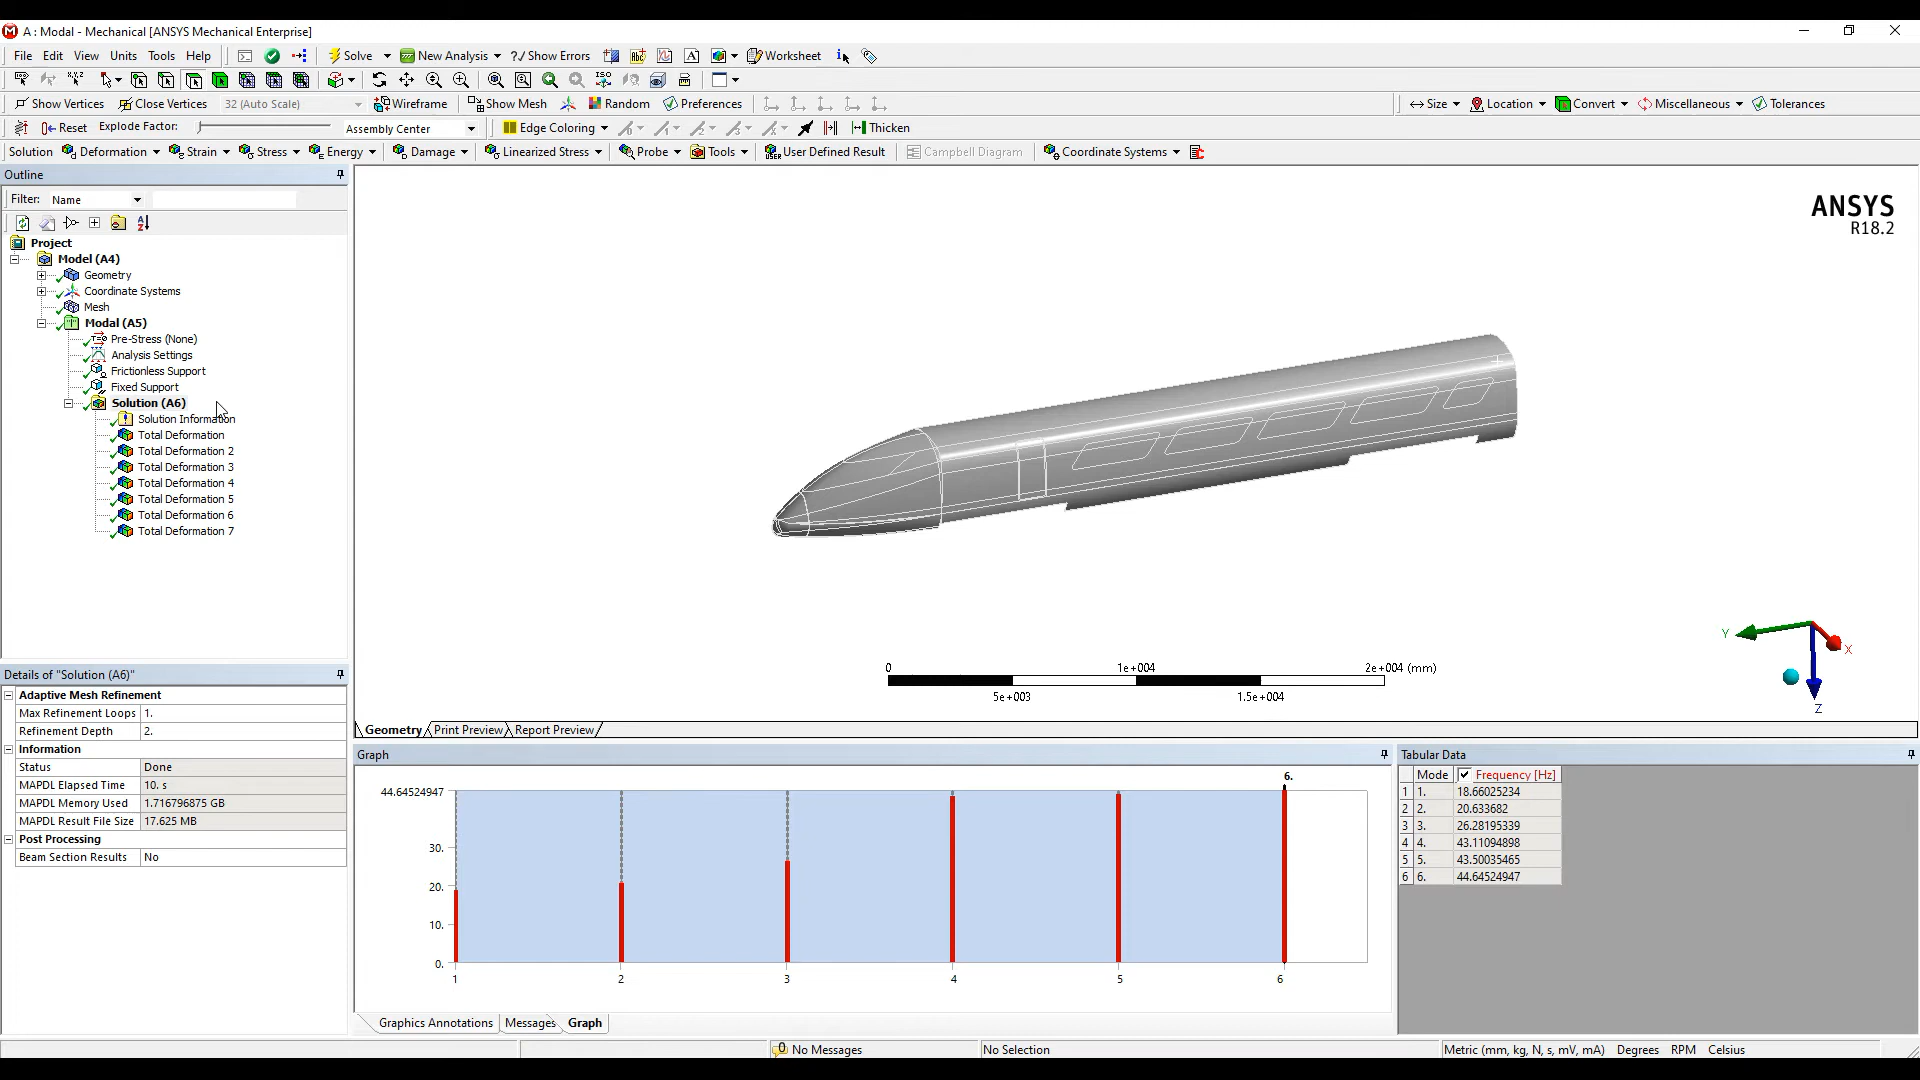 A : Modal - Mechanical [ANSYS Mechanical Enterprise]
File Edit View Units Tools Help Solve New Analysis ?/ Show Errors Worksheet
Show Vertices Close Vertices 32 (Auto Scale) Wireframe Show Mesh Random Preferences Size Location Convert Miscellaneous Tolerances
Reset Explode Factor: Assembly Center Edge Coloring Thicken
Solution Deformation Strain Stress Energy Damage Linearized Stress Probe Tools User Defined Result Campbell Diagram Coordinate Systems
Outline
Filter: Name
Project
Model (A4)
Geometry
Coordinate Systems
Mesh
Modal (A5)
Pre-Stress (None)
Analysis Settings
Frictionless Support
Fixed Support
Solution (A6)
Solution Information
Total Deformation
Total Deformation 2
Total Deformation 3
Total Deformation 4
Total Deformation 5
Total Deformation 6
Total Deformation 7
ANSYS
R18.2
Y
X
Z
0 1e+004 2e+004 (mm)
5e+003 1.5e+004
Details of "Solution (A6)"
Adaptive Mesh Refinement
Max Refinement Loops 1.
Refinement Depth 2.
Information
Status Done
MAPDL Elapsed Time 10. s
MAPDL Memory Used 1.716796875 GB
MAPDL Result File Size 17.625 MB
Post Processing
Beam Section Results No
Geometry Print Preview Report Preview
Graph
6.
44.64524947
30.
20.
10.
0.
1 2 3 4 5 6
Graphics Annotations Messages Graph
Tabular Data
Mode Frequency [Hz]
1 1. 18.66025234
2 2. 20.633682
3 3. 26.28195339
4 4. 43.11094898
5 5. 43.50035465
6 6. 44.64524947
0 No Messages No Selection Metric (mm, kg, N, s, mV, mA) Degrees RPM Celsius